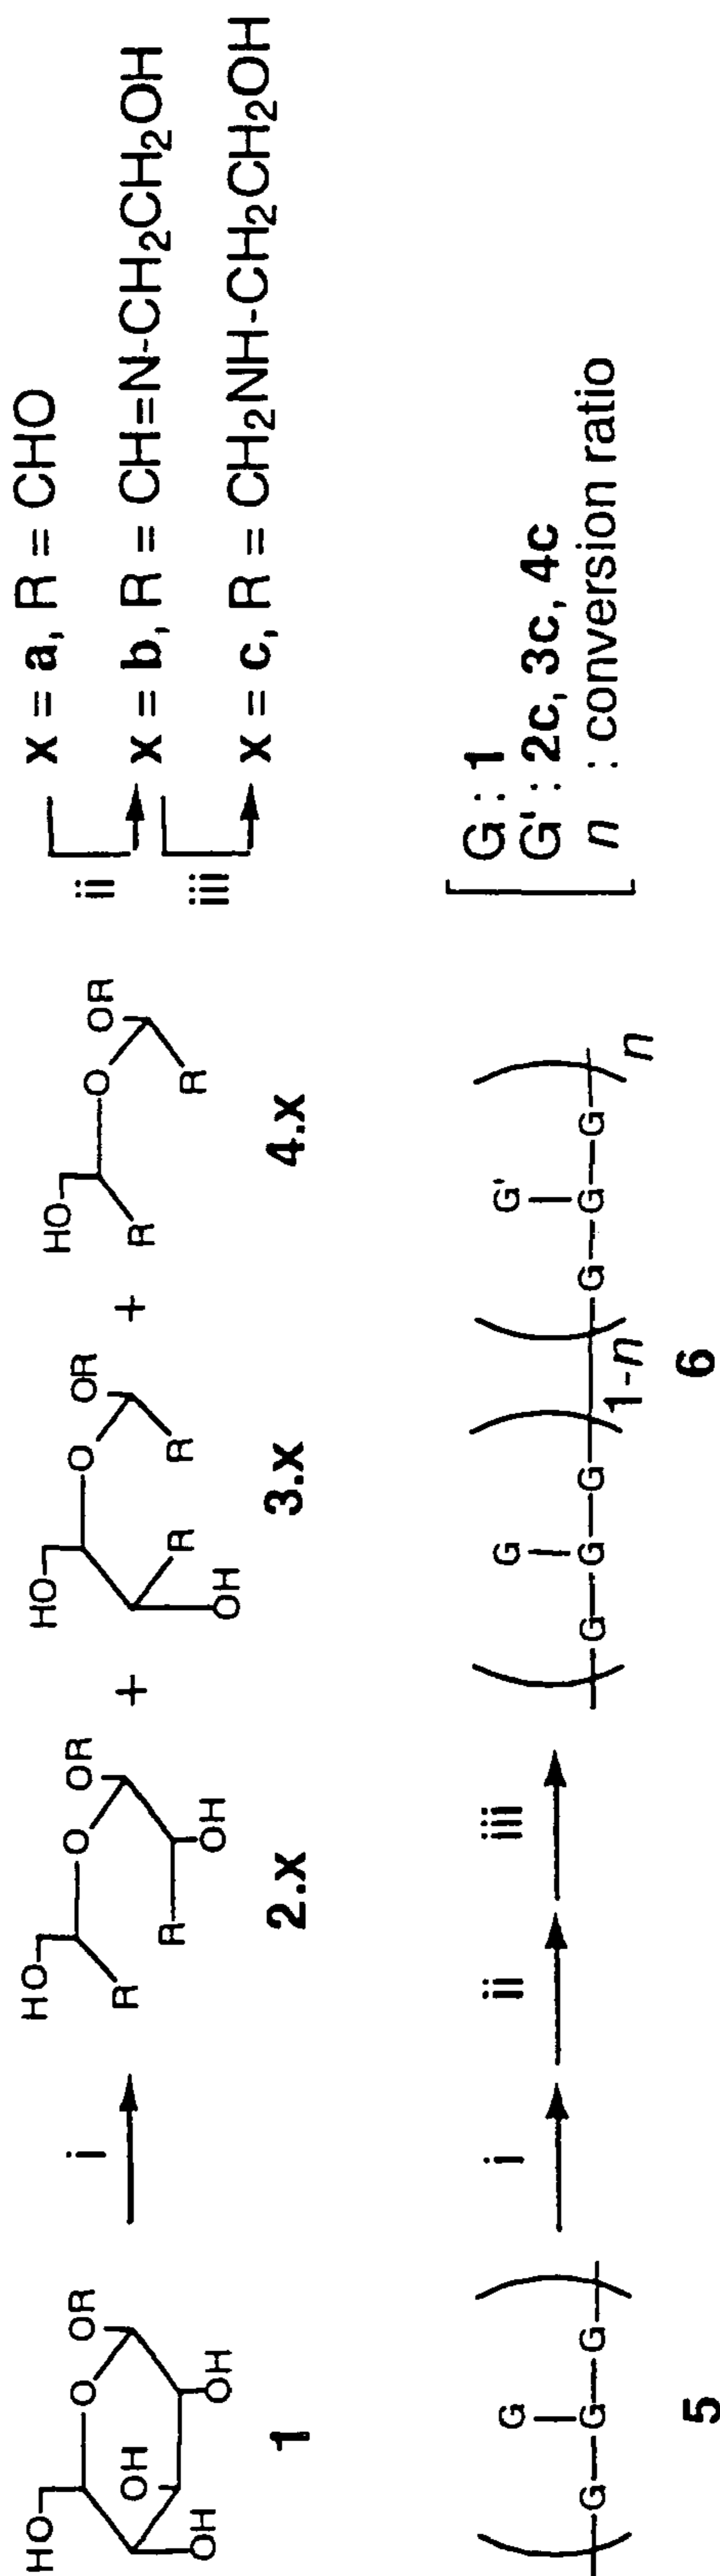 HO OH OH OH O OR
1
i
HO O OR R R OH
2.x
+
HO O OR R R OH
3.x
+
HO O OR R R
4.x
x = a, R = CHO
ii
x = b, R = CH=N-CH2CH2OH
iii
x = c, R = CH2NH-CH2CH2OH
G
G G G
5
i ii iii
G G'
G G G 1-n G G G n
6
G : 1
G' : 2c, 3c, 4c
n : conversion ratio